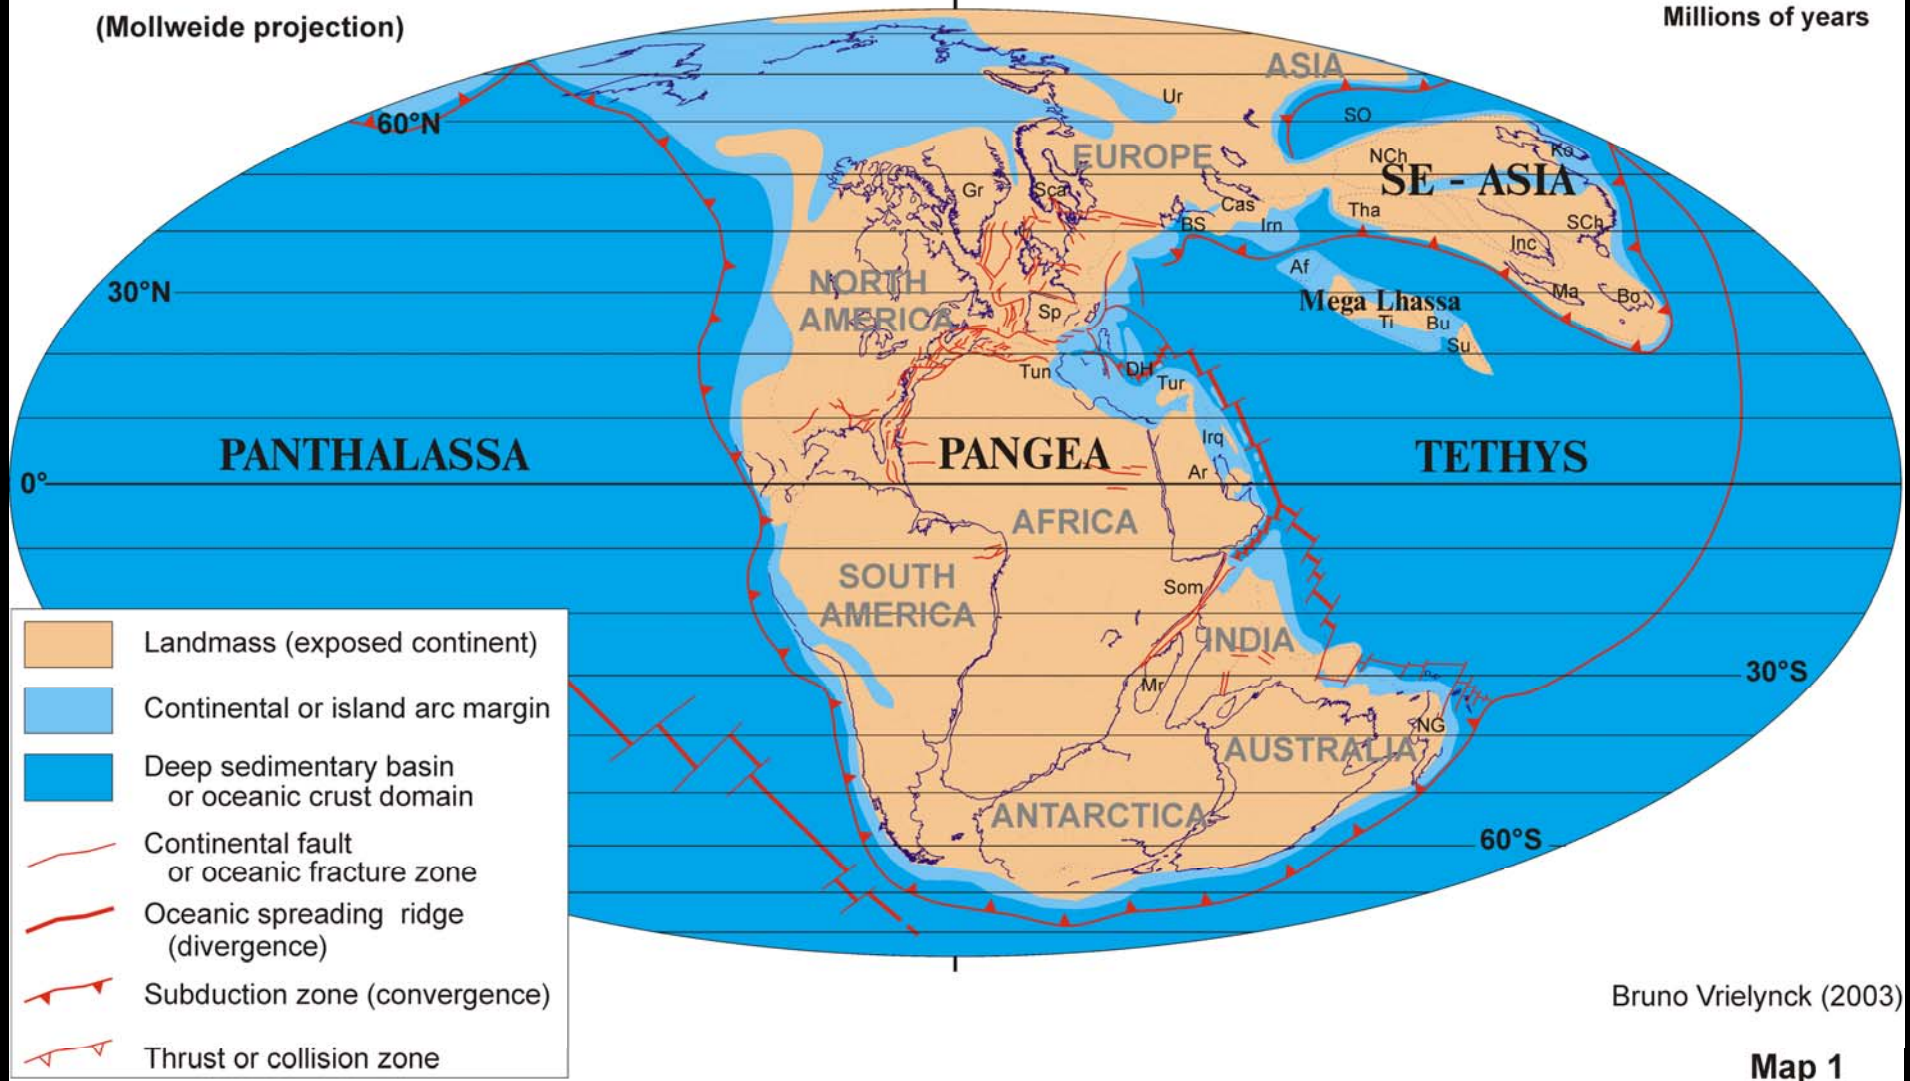 (Mollweide projection)
Millions of years
ASIA
Ur
SO
60°N
Ko
NCh
EUROPE
SE - ASIA
Gr
Sca
Cas
Tha
BS
Irn
SCh
Inc
Af
NORTH
AMERICA
30°N
Ma
Bo
Mega Lhassa
Sp
Ti
Bu
Su
Tun
DH
Tur
Irq
PANTHALASSA
PANGEA
TETHYS
Ar
0°
AFRICA
SOUTH
AMERICA
Som
INDIA
30°S
Mr
NG
AUSTRALIA
ANTARCTICA
60°S
Landmass (exposed continent)
Continental or island arc margin
Deep sedimentary basin
or oceanic crust domain
Continental fault
or oceanic fracture zone
Oceanic spreading ridge
(divergence)
Subduction zone (convergence)
Thrust or collision zone
Bruno Vrielynck (2003)
Map 1